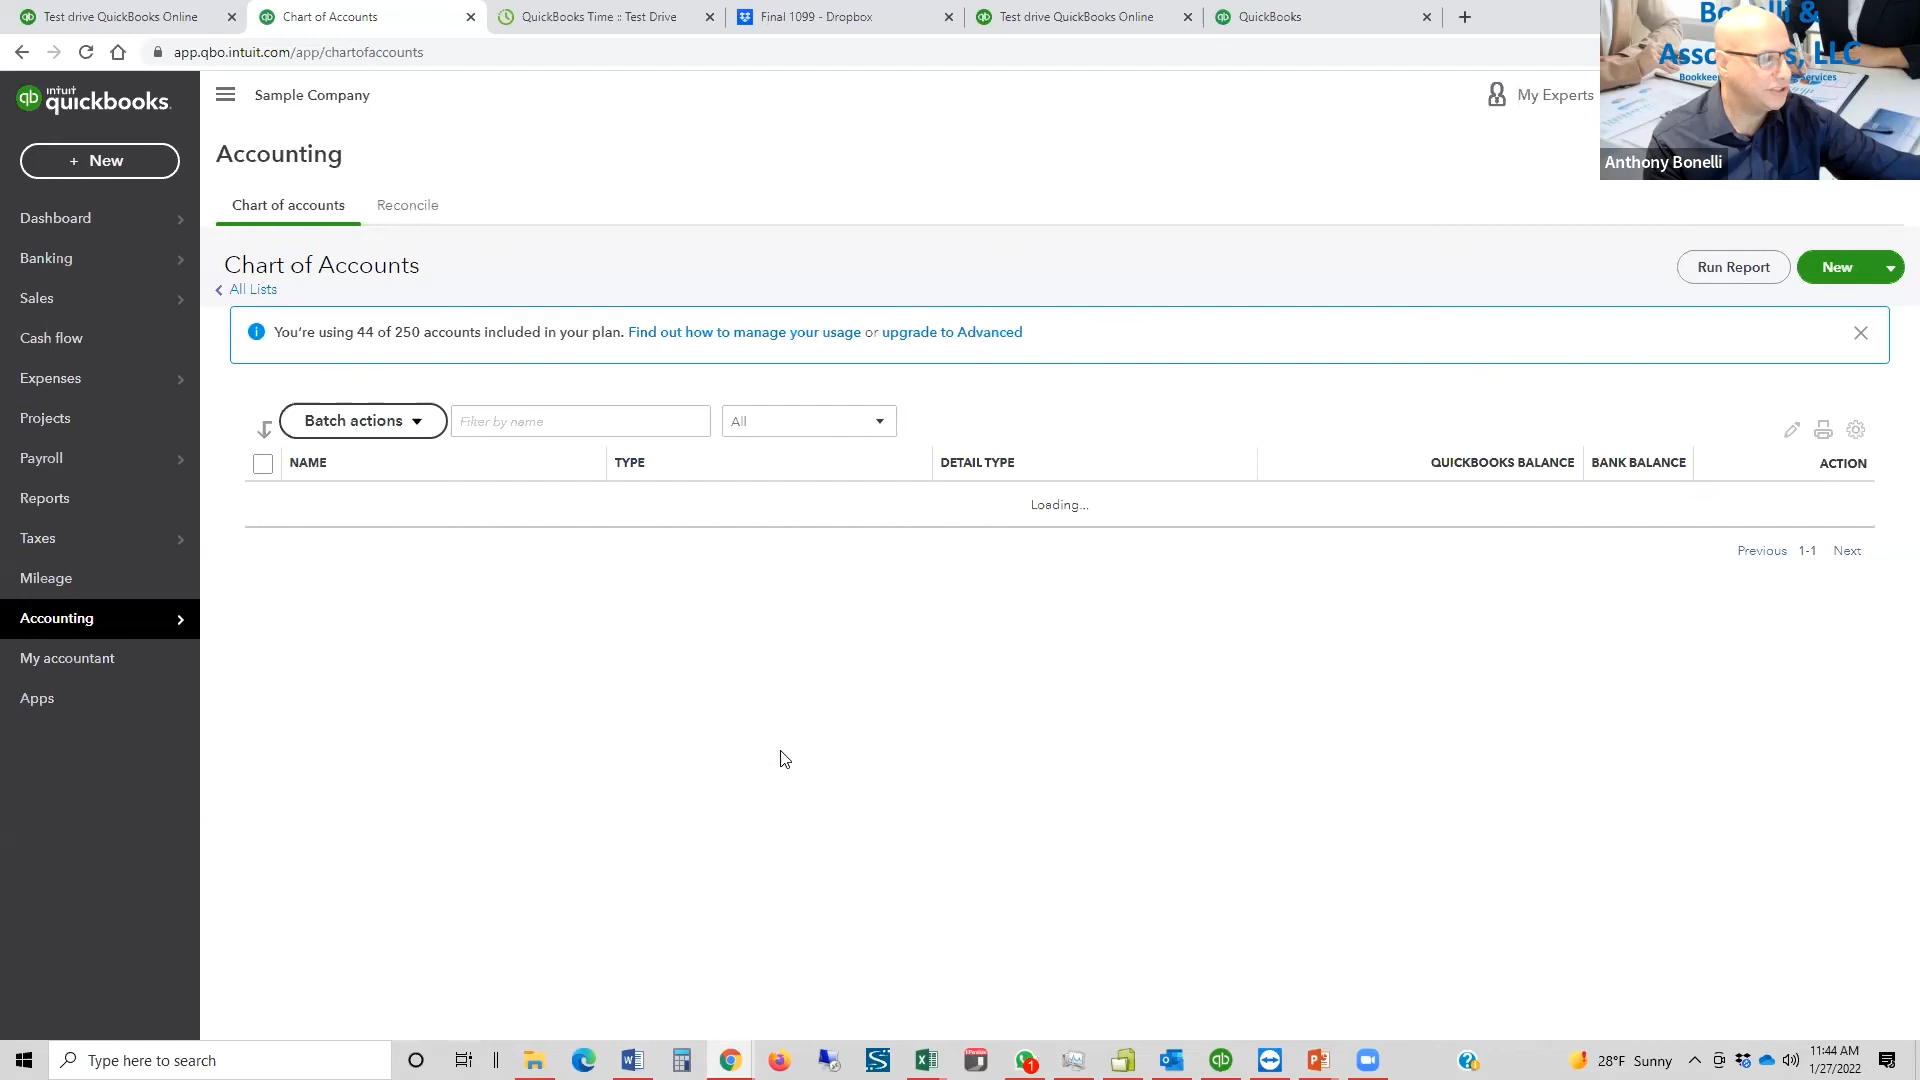 Test drive QuickBooks Online
Chart of Accounts
QuickBooks Time :: Test Drive
Final 1099 - Dropbox
Test drive QuickBooks Online
QuickBooks
app.qbo.intuit.com/app/chartofaccounts
intuit
quickbooks.
Sample Company
My Experts
Anthony Bonelli
+ New
Accounting
Chart of accounts
Reconcile
Dashboard
Banking
Sales
Cash flow
Expenses
Projects
Payroll
Reports
Taxes
Mileage
Accounting
My accountant
Apps
Chart of Accounts
All Lists
Run Report
New
You're using 44 of 250 accounts included in your plan. Find out how to manage your usage or upgrade to Advanced
Batch actions
Filter by name
All
NAME
TYPE
DETAIL TYPE
QUICKBOOKS BALANCE
BANK BALANCE
ACTION
Loading...
Previous 1-1 Next
Type here to search
28°F Sunny
11:44 AM
1/27/2022